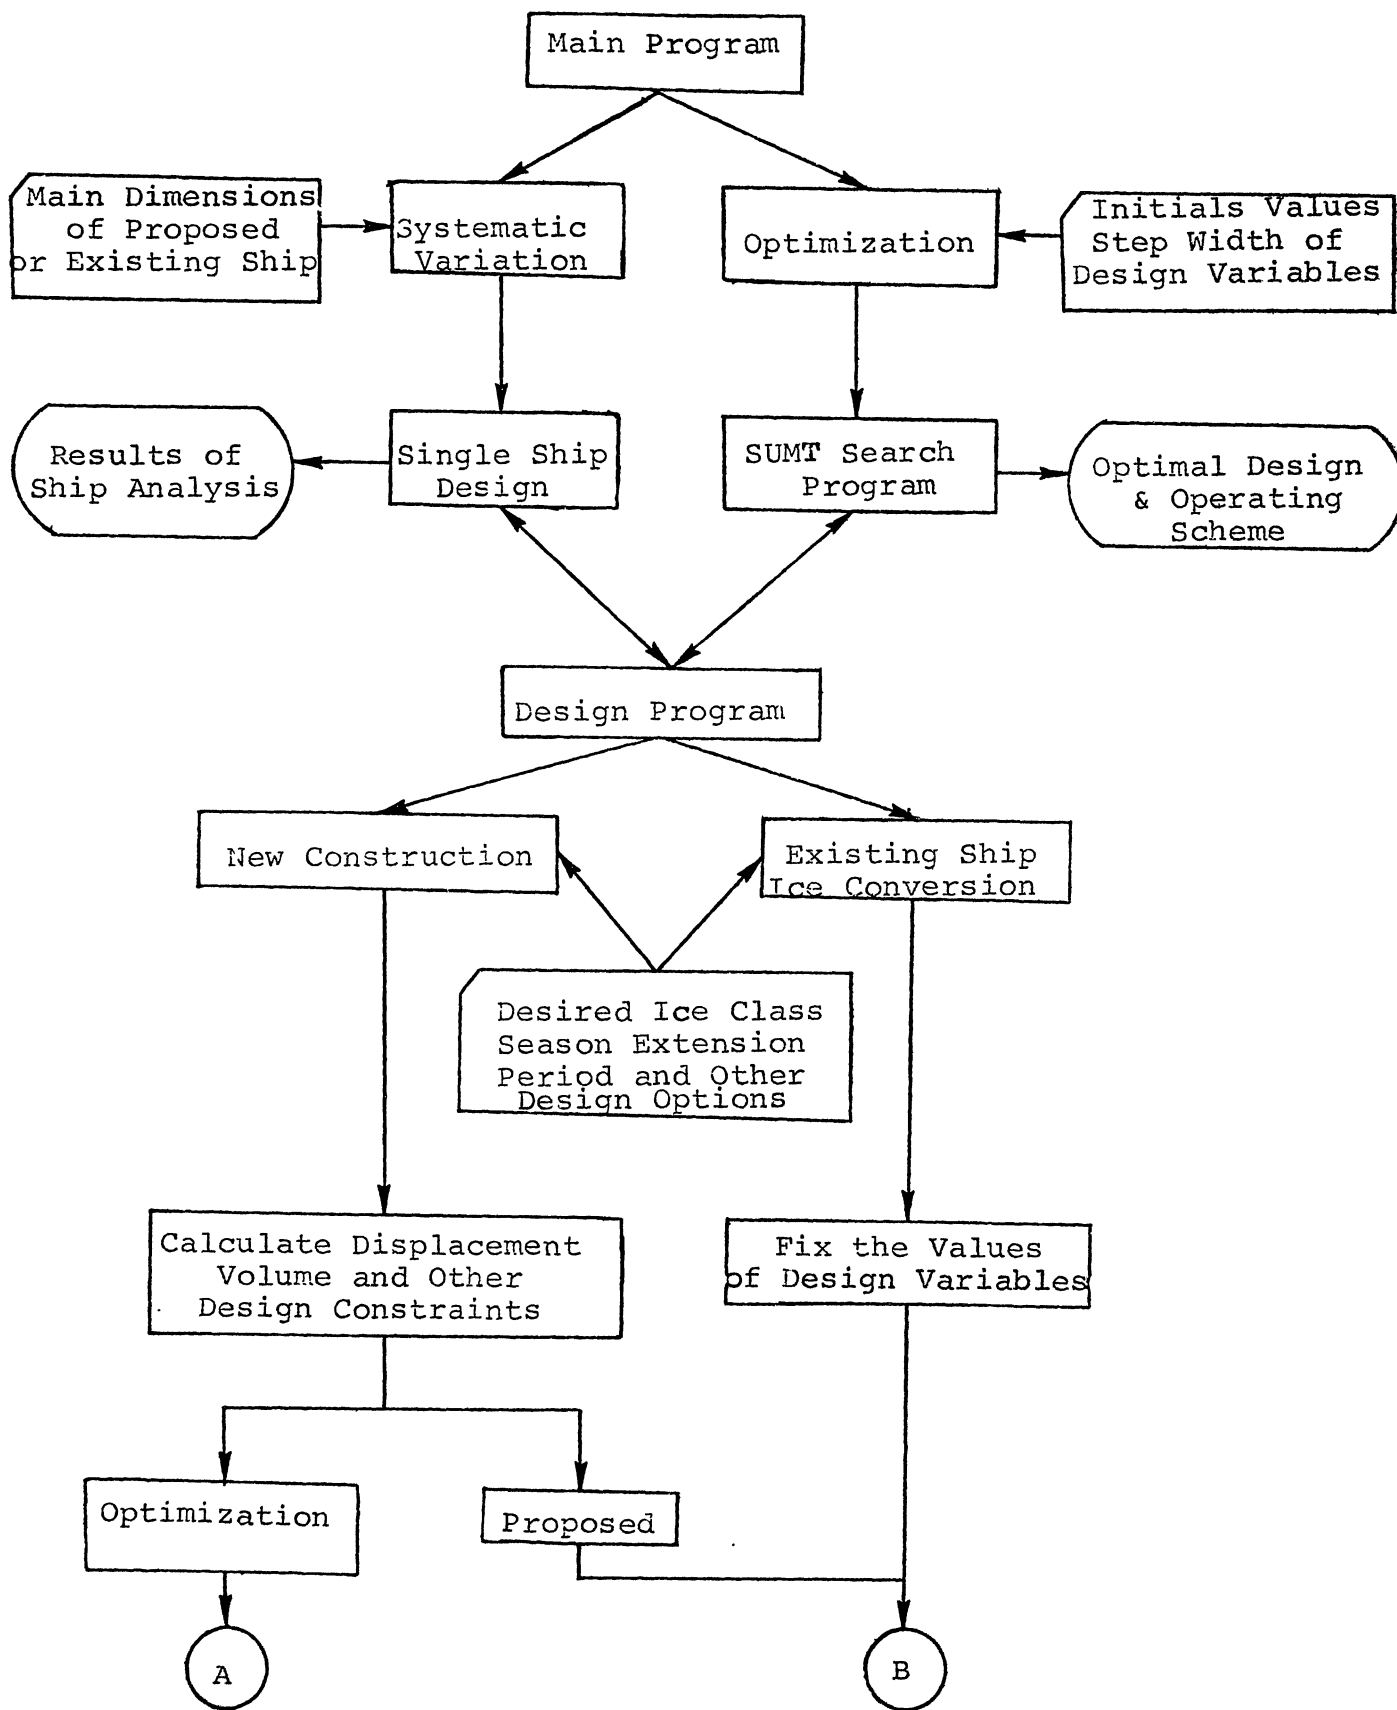 Main Program
Main Dimensions
of Proposed
or Existing Ship
Systematic
Variation
Optimization
Initials Values
Step Width of
Design Variables
Results of
Ship Analysis
Single Ship
Design
SUMT Search
Program
Optimal Design
& Operating
Scheme
Design Program
New Construction
Existing Ship
Ice Conversion
Desired Ice Class
Season Extension
Period and Other
Design Options
Calculate Displacement
Volume and Other
Design Constraints
Fix the Values
of Design Variables
Optimization
Proposed
A
B